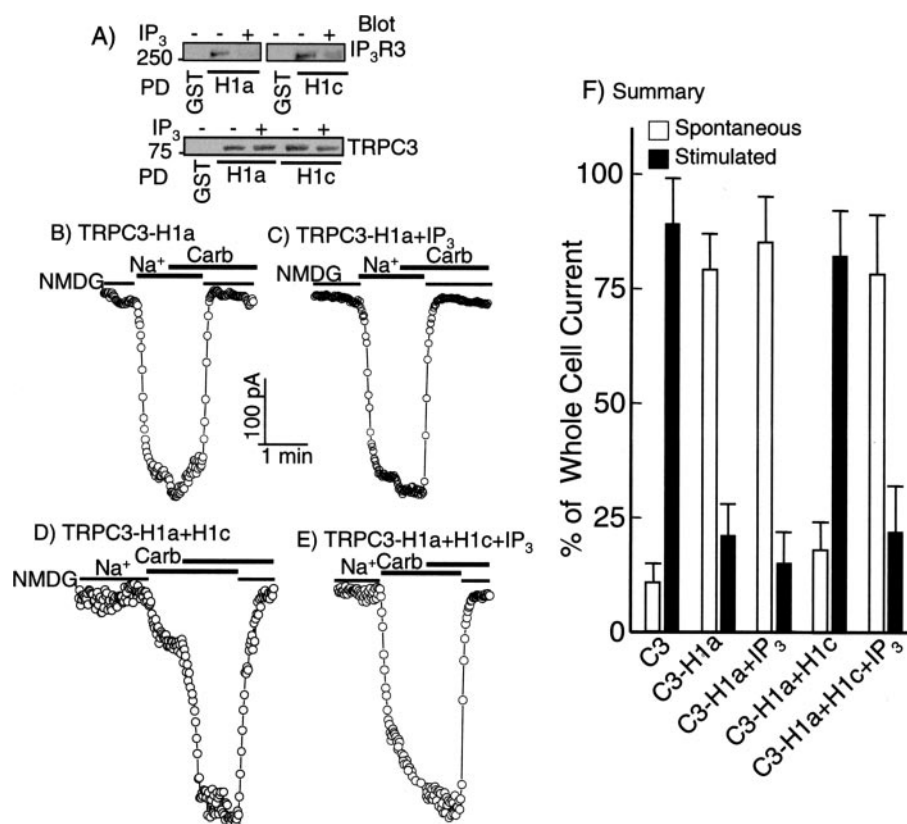 A)
IP3 - - + - - + Blot
250 IP3R3
PD GST H1a GST H1c
IP3 - - + - +
75 TRPC3
PD GST H1a H1c
B) TRPC3-H1a
Carb
Na+
NMDG
C) TRPC3-H1a+IP3
Carb
Na+
NMDG
100 pA
1 min
D) TRPC3-H1a+H1c
Carb
Na+
NMDG
E) TRPC3-H1a+H1c+IP3
Carb
Na+
NMDG
F) Summary
Spontaneous
Stimulated
% of Whole Cell Current
100
75
50
25
0
C3
C3-H1a
C3-H1a+IP3
C3-H1a+H1c
C3-H1a+H1c+IP3